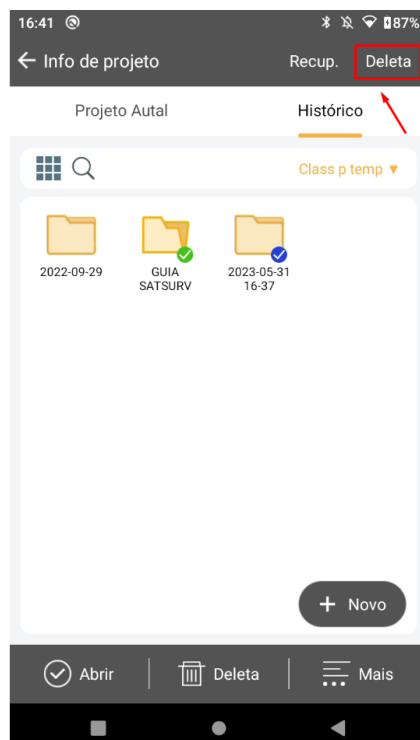 16:41 87%
Info de projeto Recup. Deleta
Projeto Autal Histórico
Class p temp ▼
2022-09-29 GUIA 2023-05-31
SATSURV 16-37
+ Novo
Abrir Deleta Mais